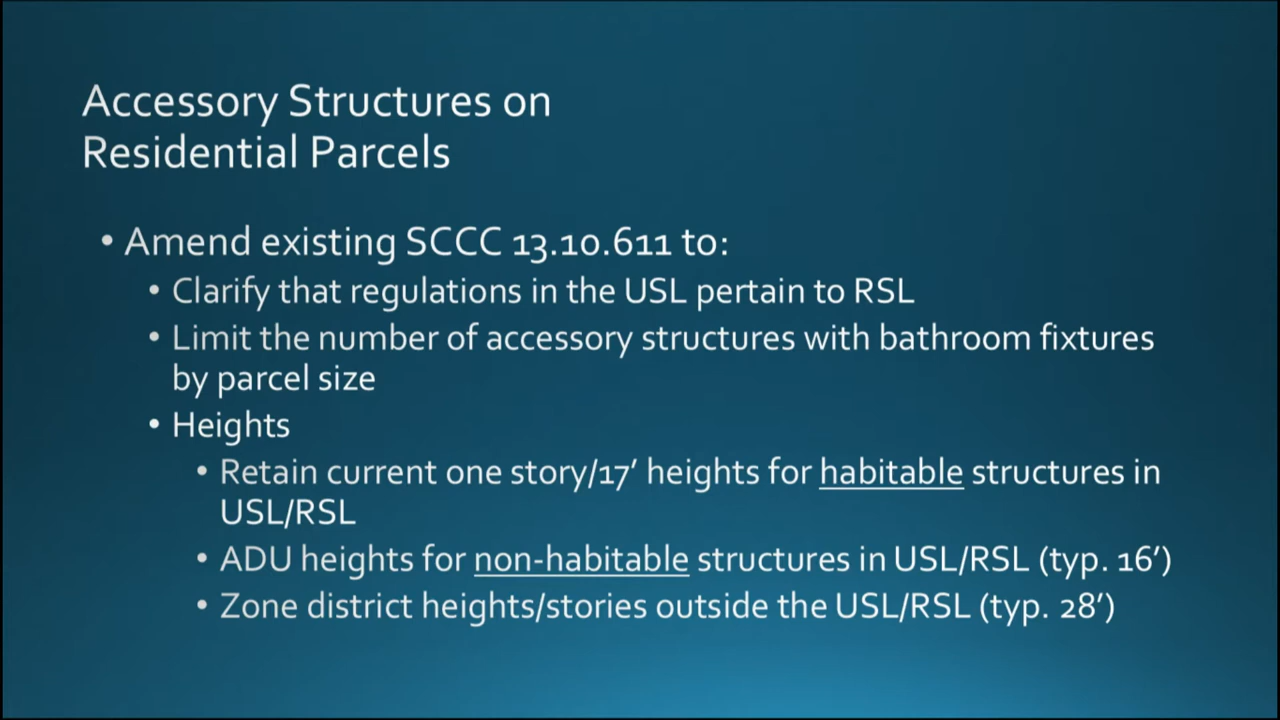 Accessory Structures on
Residential Parcels
• Amend existing SCCC 13.10.611 to:
• Clarify that regulations in the USL pertain to RSL
• Limit the number of accessory structures with bathroom fixtures
by parcel size
• Heights
• Retain current one story/17′ heights for habitable structures in
USL/RSL
• ADU heights for non-habitable structures in USL/RSL (typ. 16′)
• Zone district heights/stories outside the USL/RSL (typ. 28′)